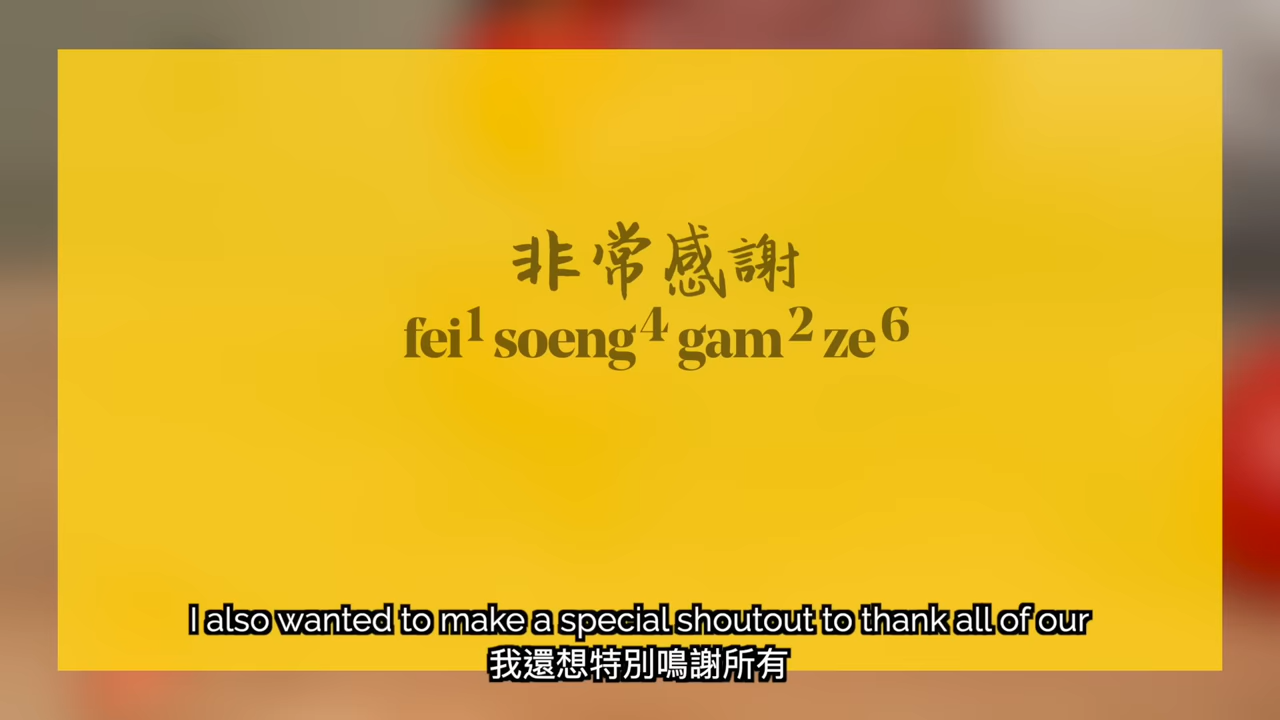 非常感謝
fei¹ soeng⁴ gam² ze⁶
I also wanted to make a special shoutout to thank all of our
我還想特別鳴謝所有